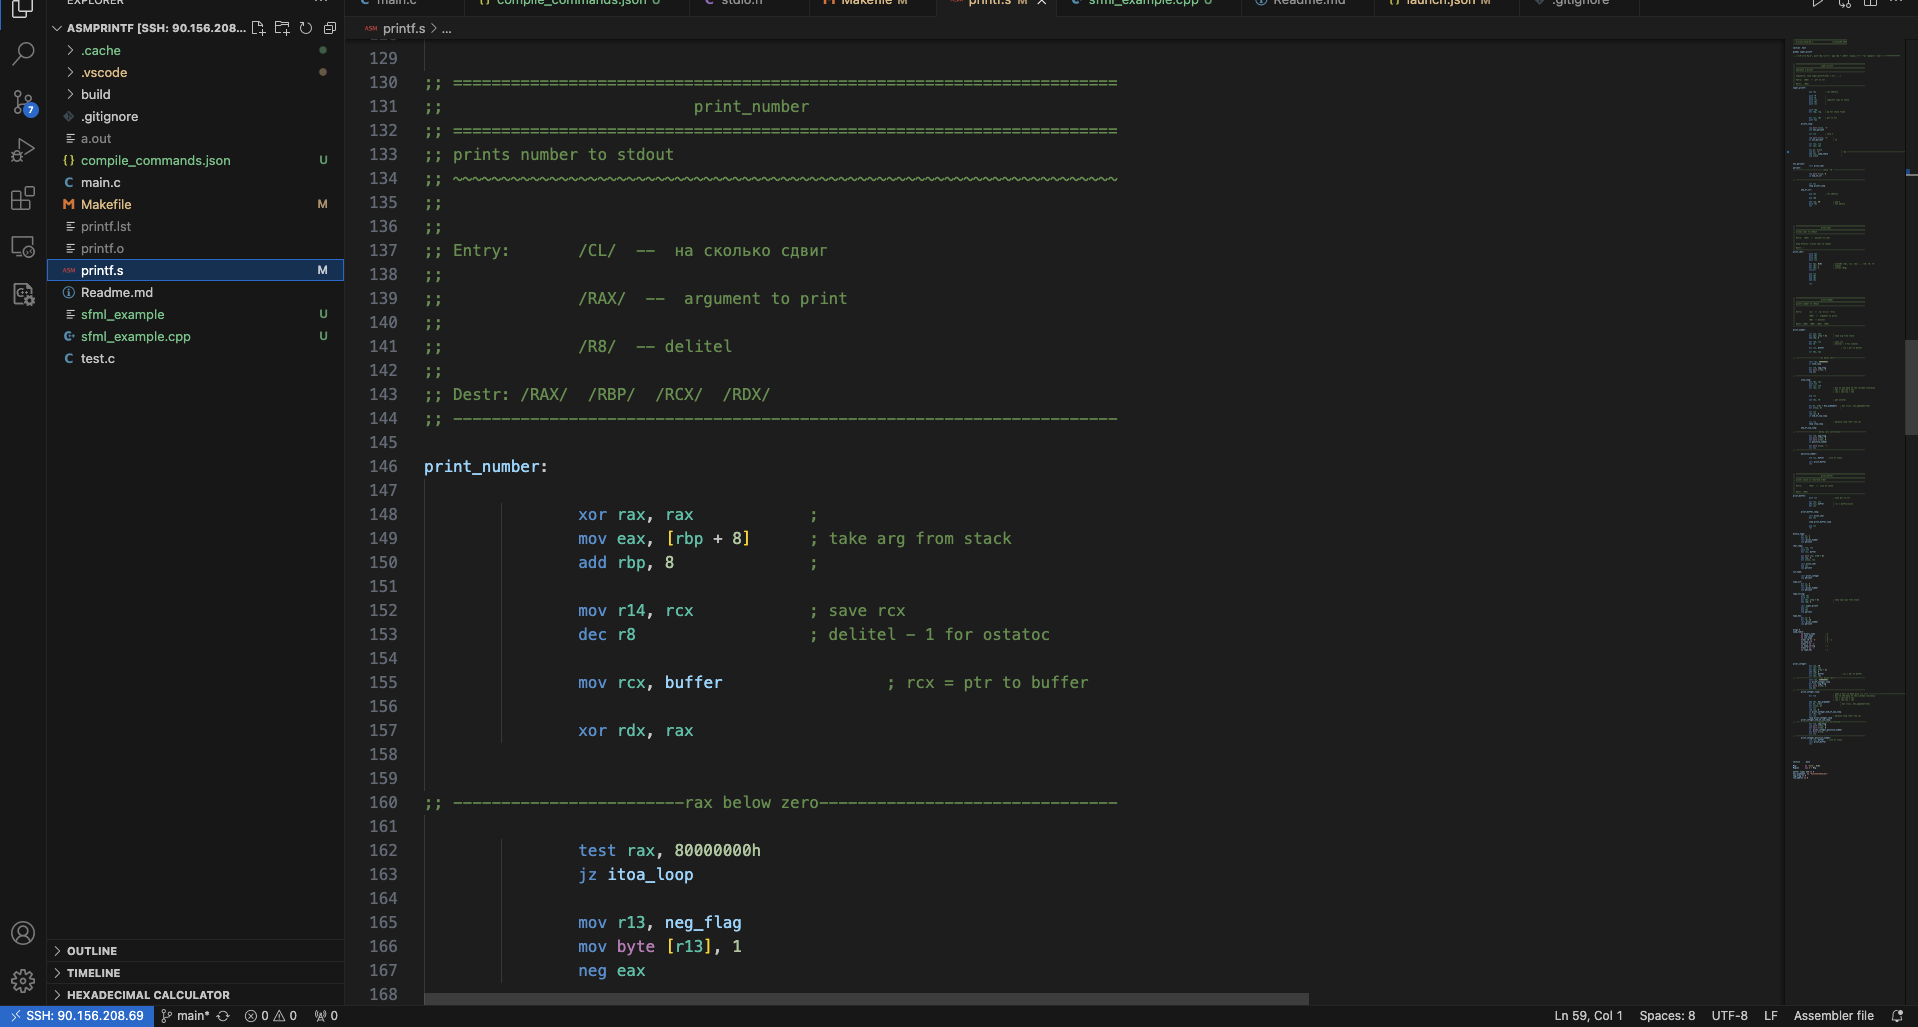 EXPLORER
main.c
{} compile_commands.json U
C stdio.h
M Makefile M
ASM printf.s M
sfml_example.cpp U
Readme.md
{} launch.json M
.gitignore
ASMPRINTF [SSH: 90.156.208...
ASM printf.s > ...
.cache
.vscode
build
.gitignore
a.out
{} compile_commands.json U
C main.c
M Makefile M
printf.lst
printf.o
ASM printf.s M
Readme.md
sfml_example U
sfml_example.cpp U
C test.c
7
OUTLINE
TIMELINE
HEXADECIMAL CALCULATOR
129
130 ;; =====================================================================
131 ;; print_number
132 ;; =====================================================================
133 ;; prints number to stdout
134 ;; ~~~~~~~~~~~~~~~~~~~~~~~~~~~~~~~~~~~~~~~~~~~~~~~~~~~~~~~~~~~~~~~~~~~~~
135 ;;
136 ;;
137 ;; Entry: /CL/ -- на сколько сдвиг
138 ;;
139 ;; /RAX/ -- argument to print
140 ;;
141 ;; /R8/ -- delitel
142 ;;
143 ;; Destr: /RAX/ /RBP/ /RCX/ /RDX/
144 ;; ---------------------------------------------------------------------
145
146 print_number:
147
148 xor rax, rax ;
149 mov eax, [rbp + 8] ; take arg from stack
150 add rbp, 8 ;
151
152 mov r14, rcx ; save rcx
153 dec r8 ; delitel - 1 for ostatoc
154
155 mov rcx, buffer ; rcx = ptr to buffer
156
157 xor rdx, rax
158
159
160 ;; ------------------------rax below zero-------------------------------
161
162 test rax, 80000000h
163 jz itoa_loop
164
165 mov r13, neg_flag
166 mov byte [r13], 1
167 neg eax
168
SSH: 90.156.208.69
main*
0 0
0
Ln 59, Col 1
Spaces: 8
UTF-8
LF
Assembler file